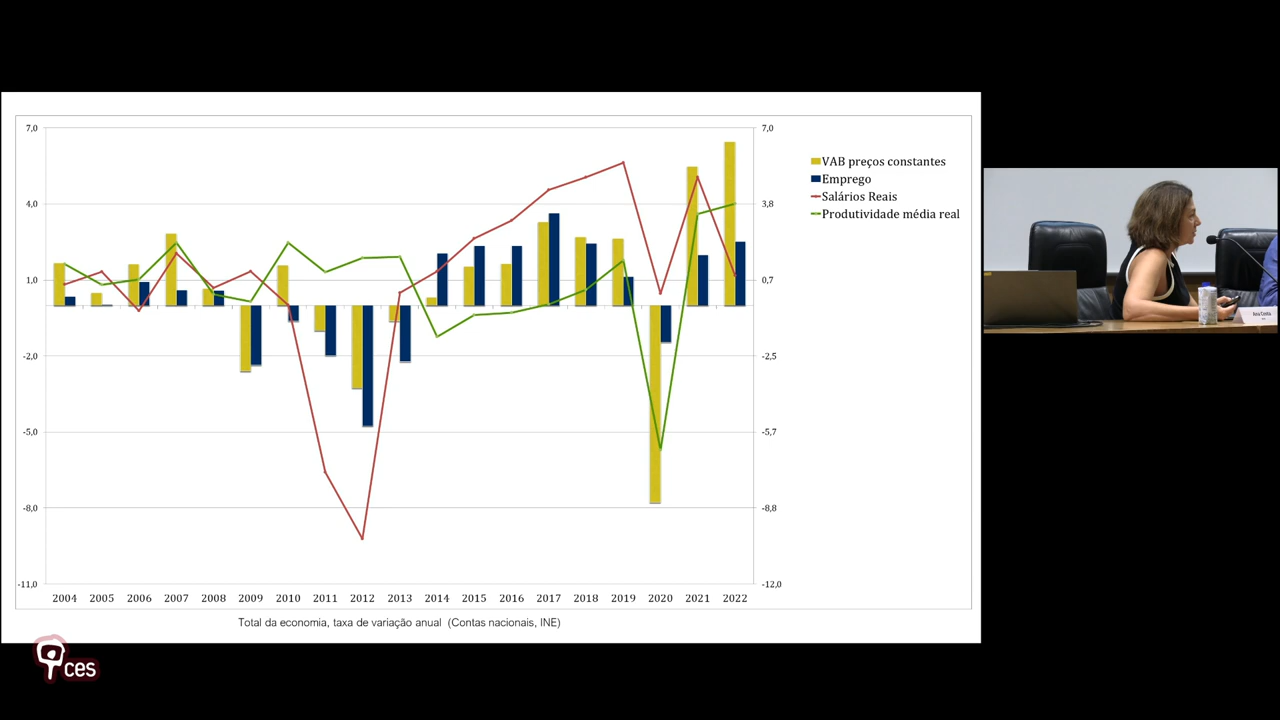 7,0
4,0
1,0
-2,0
-5,0
-8,0
-11,0
7,0
3,8
0,7
-2,5
-5,7
-8,8
-12,0
VAB preços constantes
Emprego
Salários Reais
Produtividade média real
2004 2005 2006 2007 2008 2009 2010 2011 2012 2013 2014 2015 2016 2017 2018 2019 2020 2021 2022
Total da economia, taxa de variação anual (Contas nacionais, INE)
Ana Costa
ces